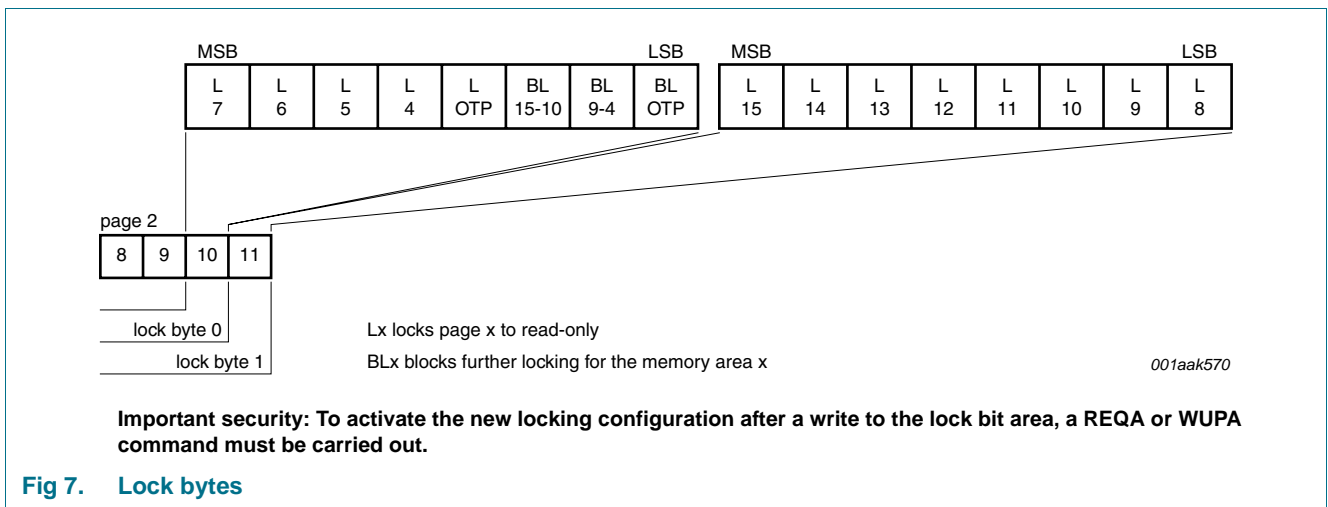 MSB LSB MSB LSB
L L L L L BL BL BL L L L L L L L L
7 6 5 4 OTP 15-10 9-4 OTP 15 14 13 12 11 10 9 8
page 2
8 9 10 11
lock byte 0 Lx locks page x to read-only
lock byte 1 BLx blocks further locking for the memory area x 001aak570
Important security: To activate the new locking configuration after a write to the lock bit area, a REQA or WUPA
command must be carried out.
Fig 7. Lock bytes